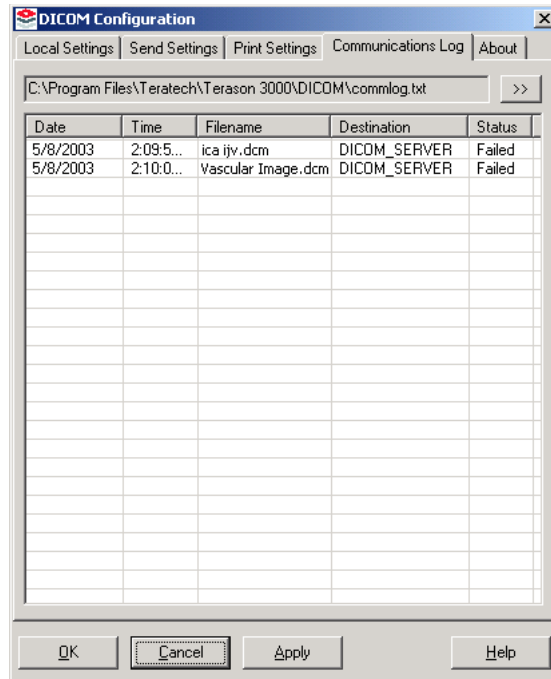 DICOM Configuration
Local Settings Send Settings Print Settings Communications Log About
C:\Program Files\Teratech\Terason 3000\DICOM\commlog.txt >>
Date Time Filename Destination Status
5/8/2003 2:09:5... ica ijv.dcm DICOM_SERVER Failed
5/8/2003 2:10:0... Vascular Image.dcm DICOM_SERVER Failed
OK Cancel Apply Help